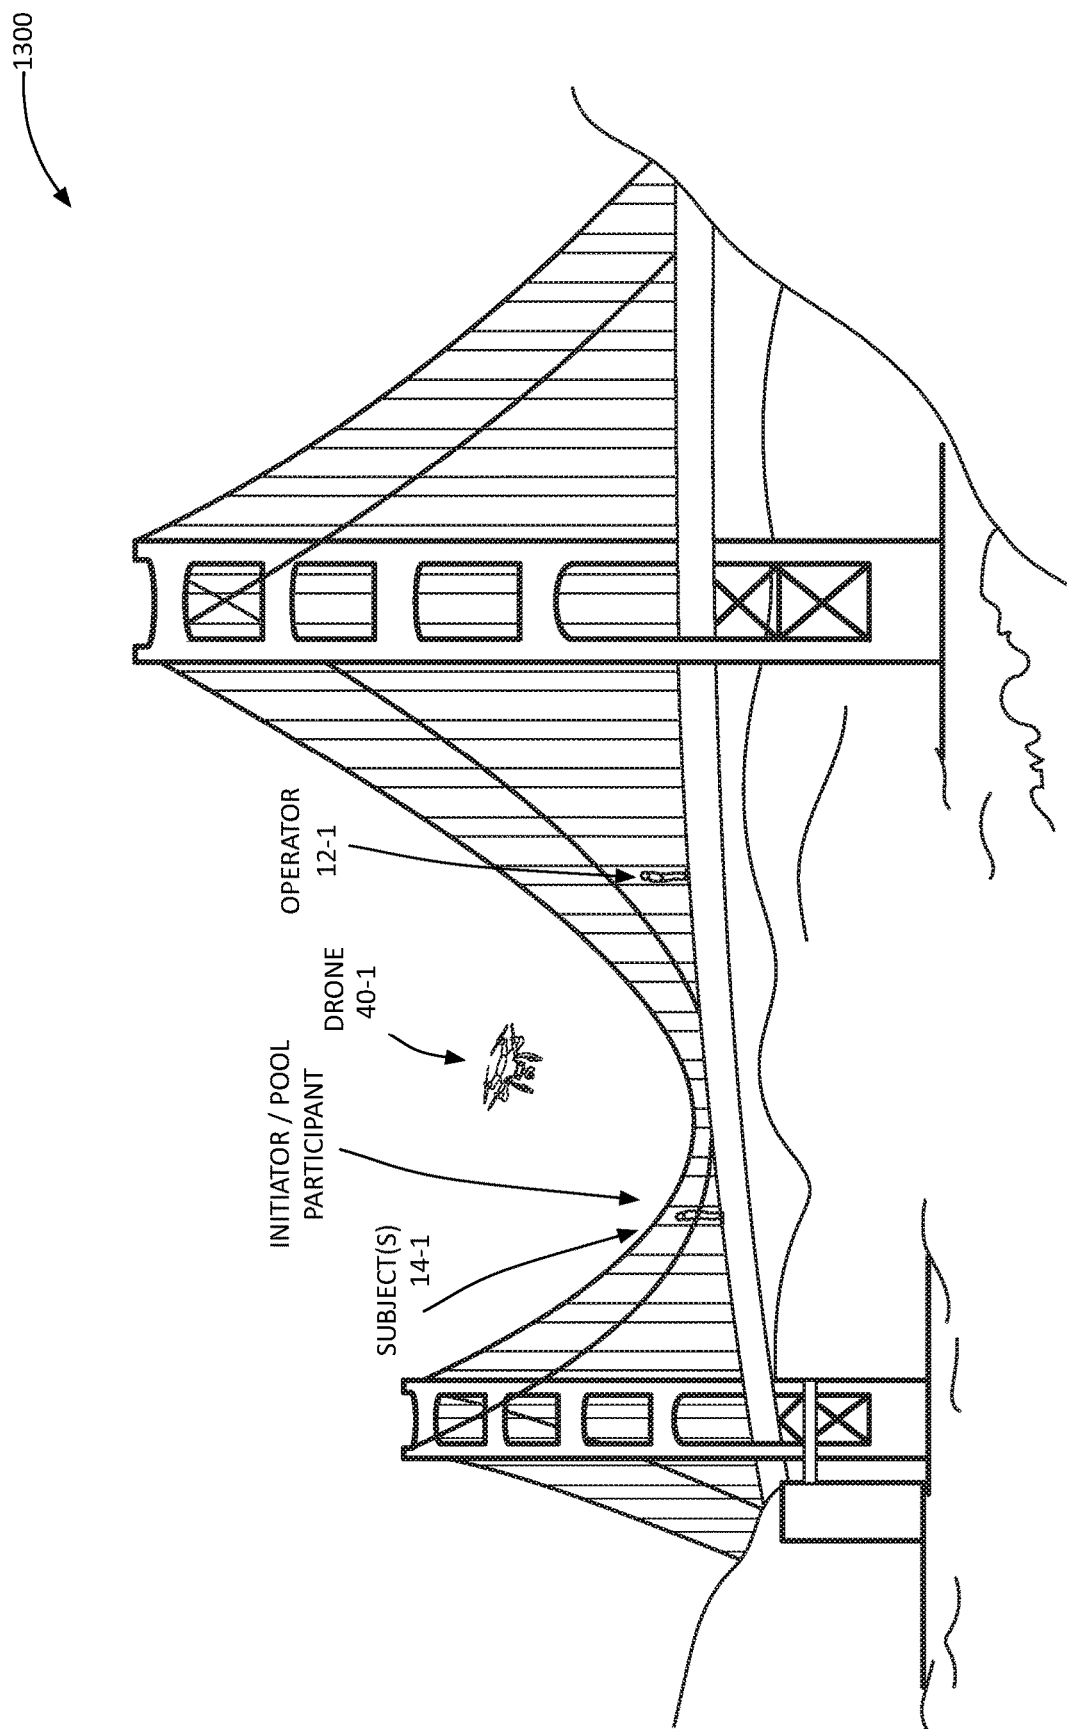 1300
OPERATOR
12-1
DRONE
40-1
INITIATOR / POOL
PARTICIPANT
SUBJECT(S)
14-1